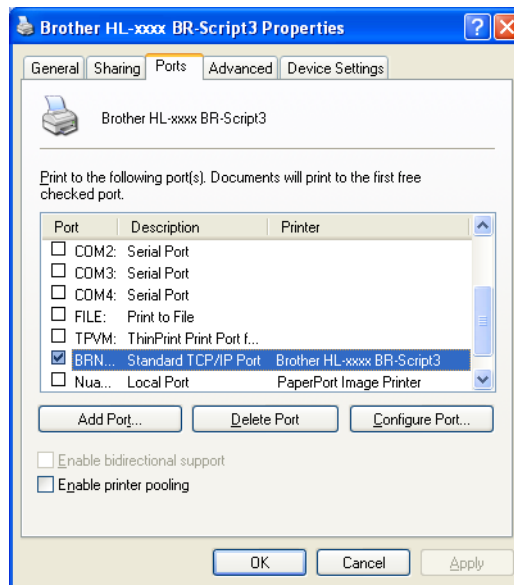 Brother HL-xxxx BR-Script3 Properties
General Sharing Ports Advanced Device Settings
Brother HL-xxxx BR-Script3
Print to the following port(s). Documents will print to the first free
checked port.
Port Description Printer
COM2: Serial Port
COM3: Serial Port
COM4: Serial Port
FILE: Print to File
TPVM: ThinPrint Print Port f...
BRN... Standard TCP/IP Port Brother HL-xxxx BR-Script3
Nua... Local Port PaperPort Image Printer
Add Port... Delete Port Configure Port...
Enable bidirectional support
Enable printer pooling
OK Cancel Apply